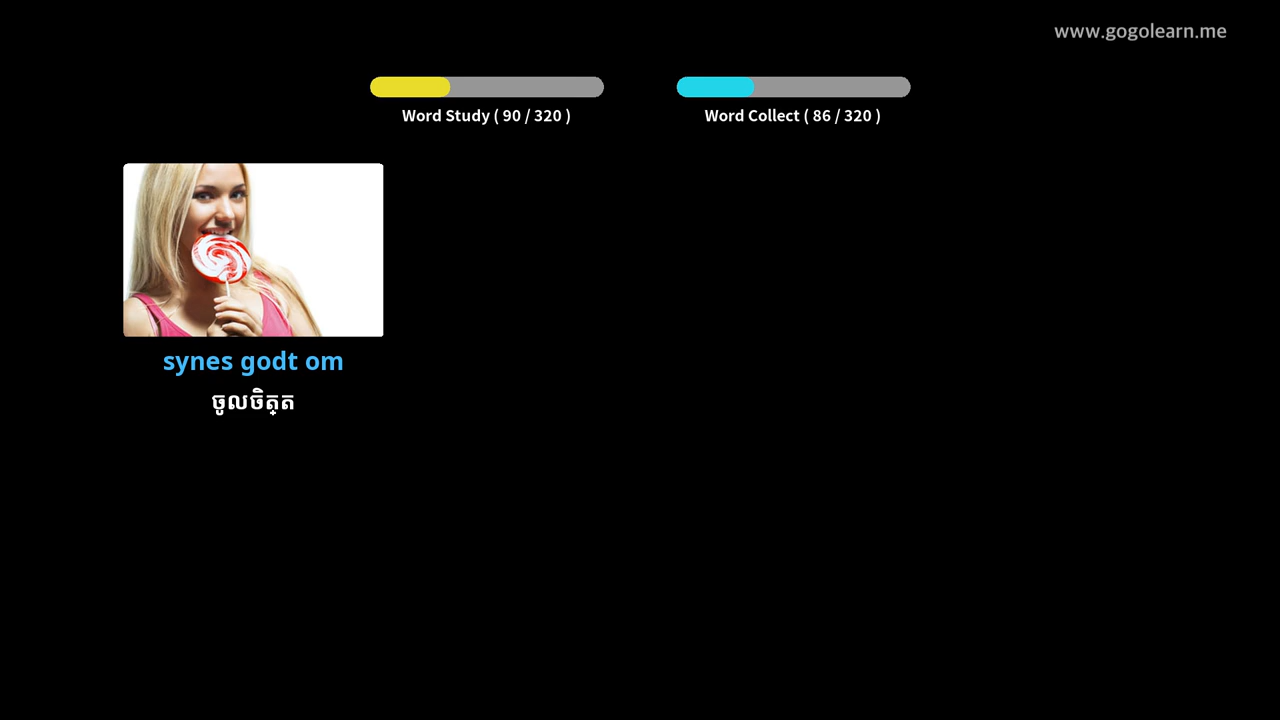 www.gogolearn.me
Word Study ( 90 / 320 )
Word Collect ( 86 / 320 )
synes godt om
ចូលចិត្ត